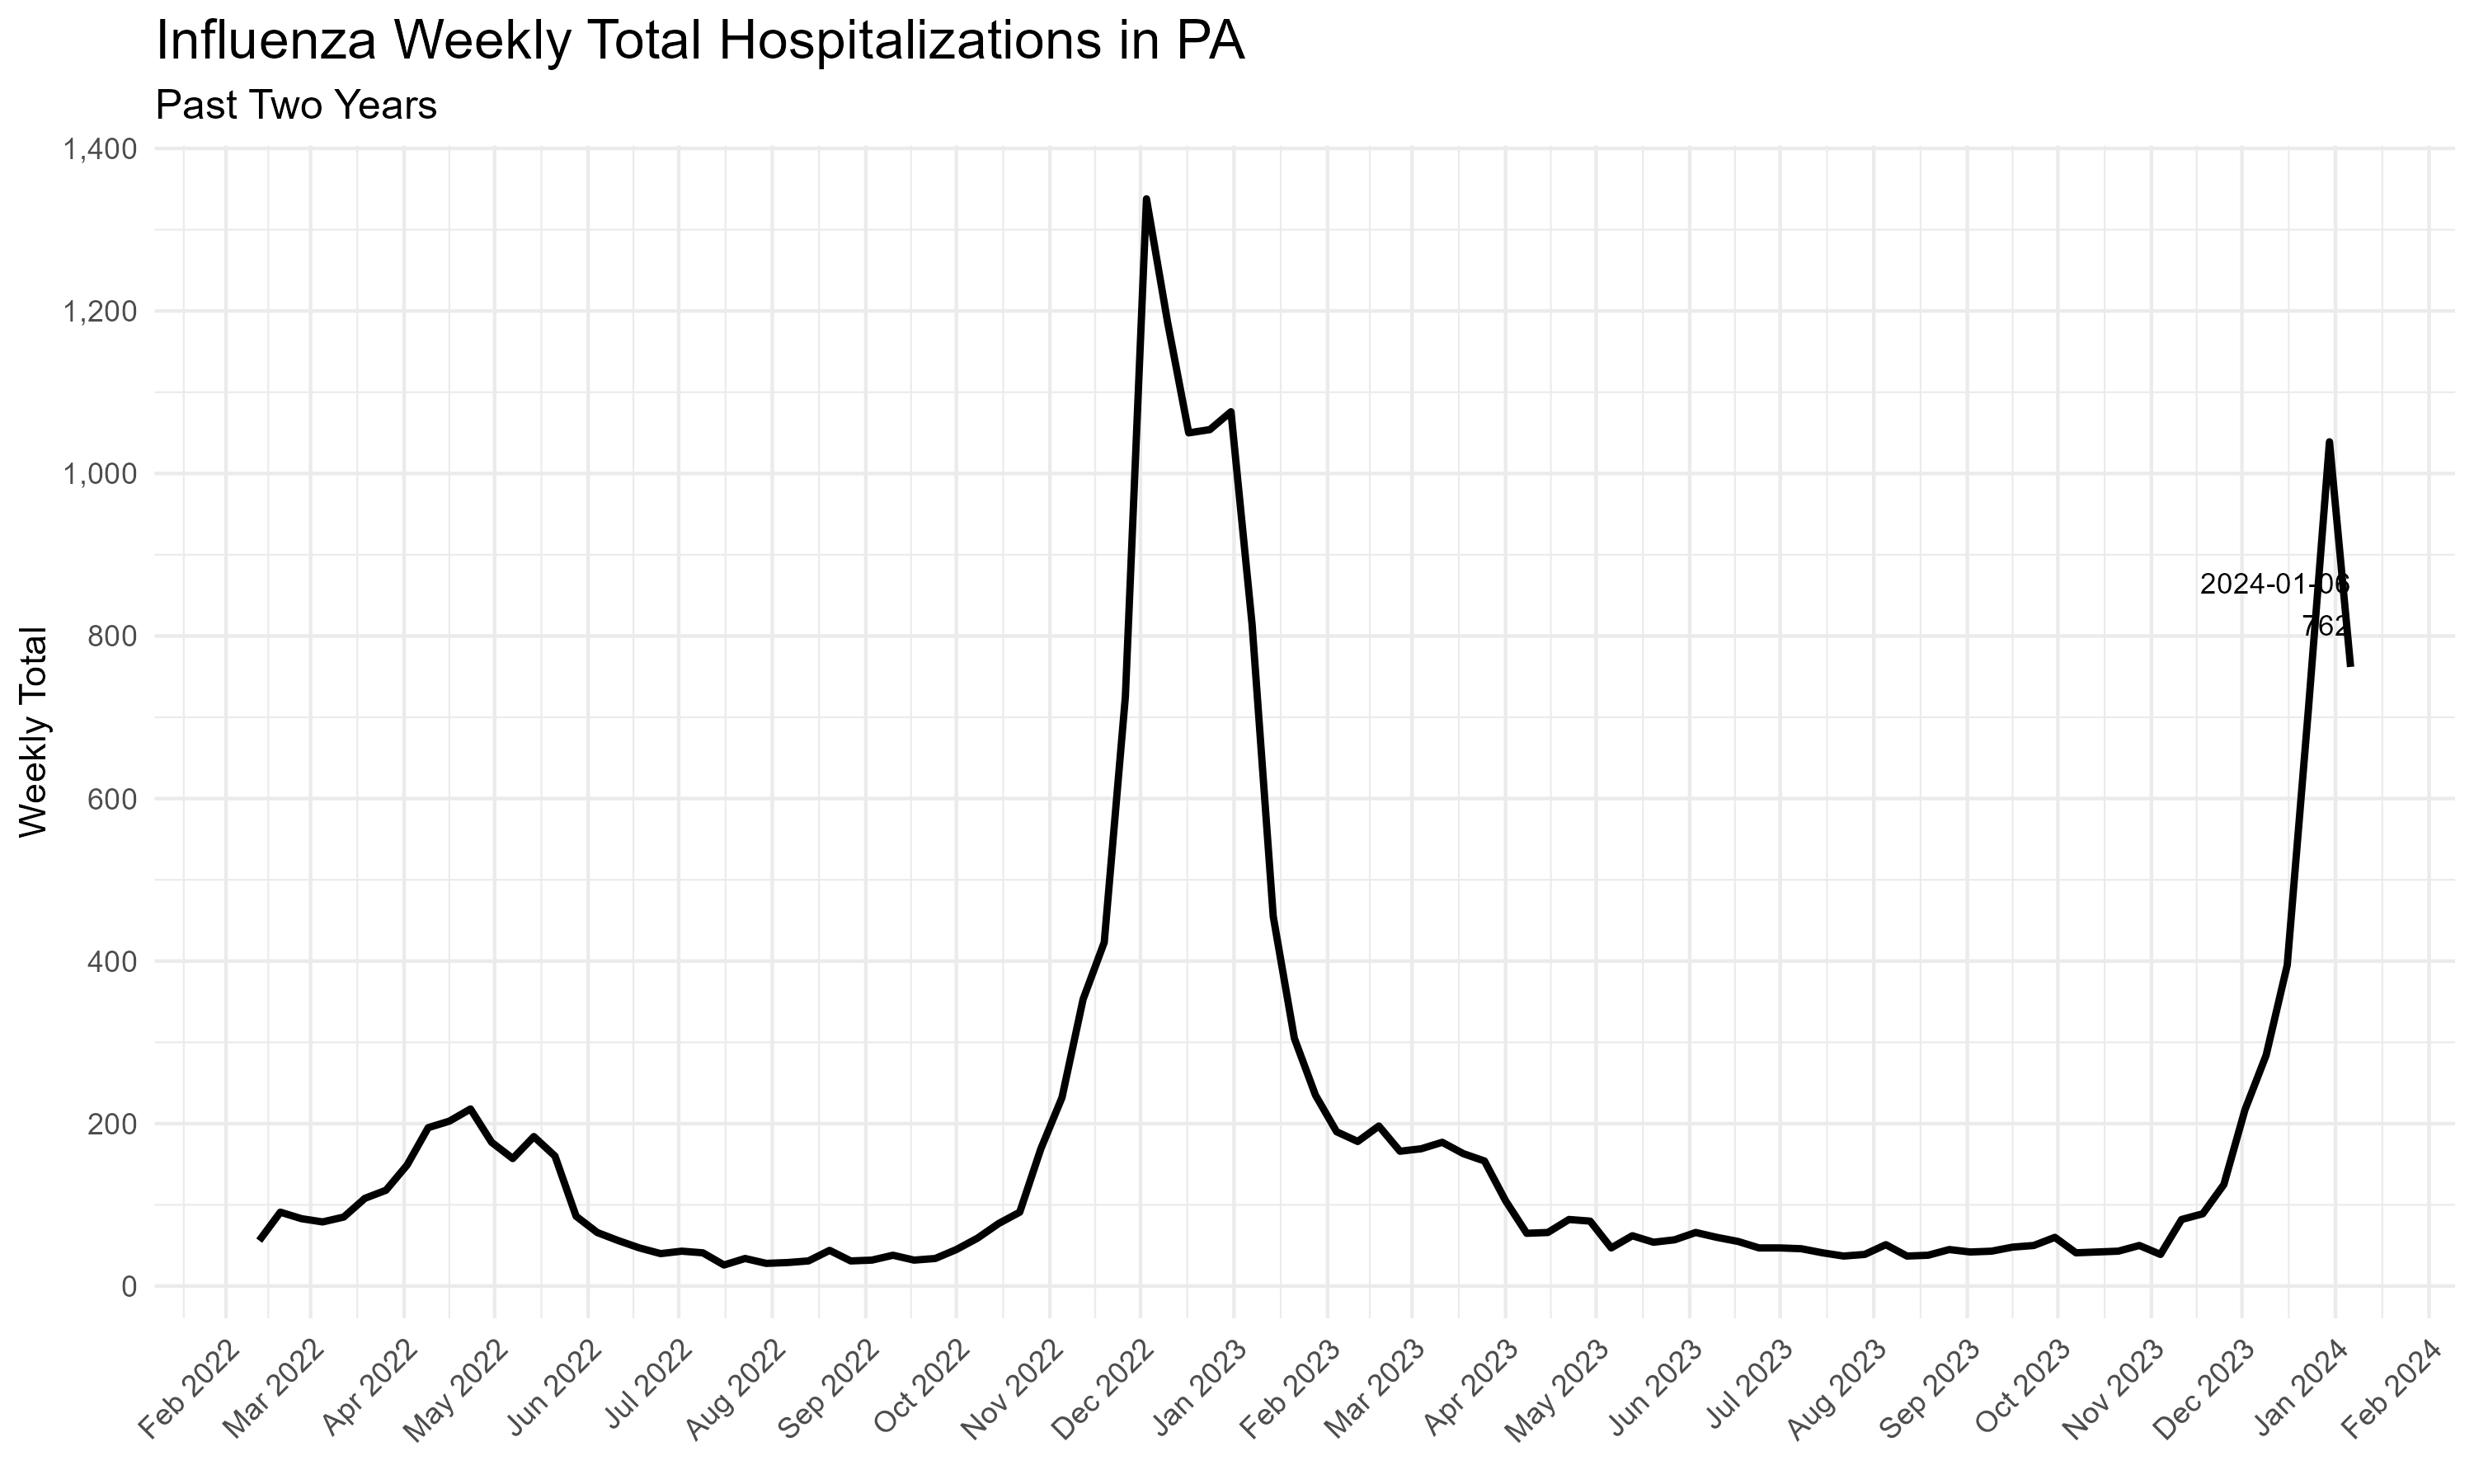 Influenza Weekly Total Hospitalizations in PA
Past Two Years
1,400
1,200
1,000
800
600
400
200
0
Weekly Total
2024-01-06
762
Feb 2022
Mar 2022
Apr 2022
May 2022
Jun 2022
Jul 2022
Aug 2022
Sep 2022
Oct 2022
Nov 2022
Dec 2022
Jan 2023
Feb 2023
Mar 2023
Apr 2023
May 2023
Jun 2023
Jul 2023
Aug 2023
Sep 2023
Oct 2023
Nov 2023
Dec 2023
Jan 2024
Feb 2024